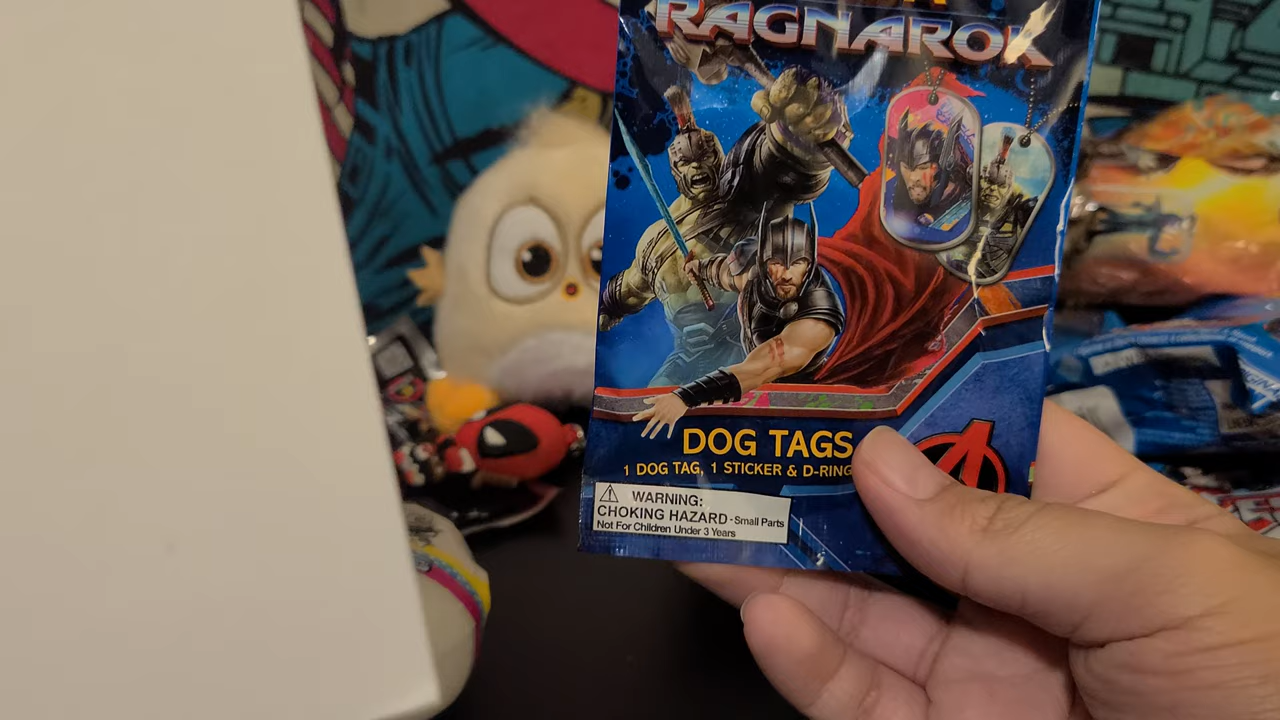 RAGNAROK
DOG TAGS
1 DOG TAG, 1 STICKER & D-RING
WARNING:
CHOKING HAZARD - Small Parts
Not For Children Under 3 Years